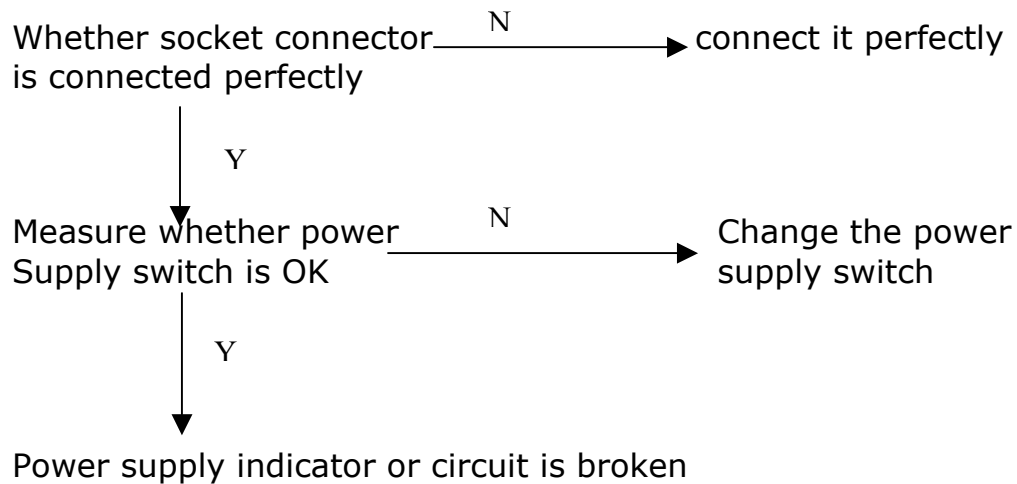 Whether socket connector
N
connect it perfectly
is connected perfectly
Y
Measure whether power
N
Change the power
Supply switch is OK
supply switch
Y
Power supply indicator or circuit is broken